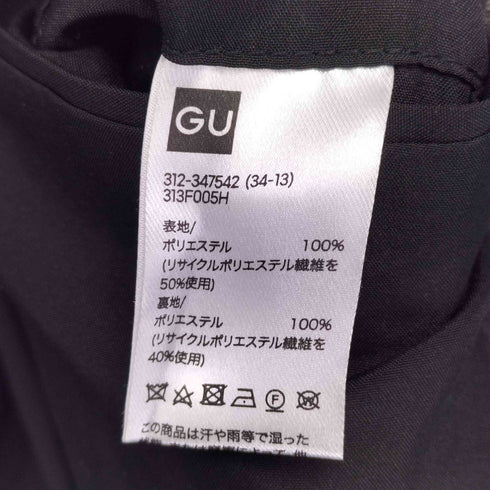 GU
312-347542 (34-13)
313F005H
表地/
ポリエステル 100%
(リサイクルポリエステル繊維を
50%使用)
裏地/
ポリエステル 100%
(リサイクルポリエステル繊維を
40%使用)
F W
この商品は汗や雨等で湿った